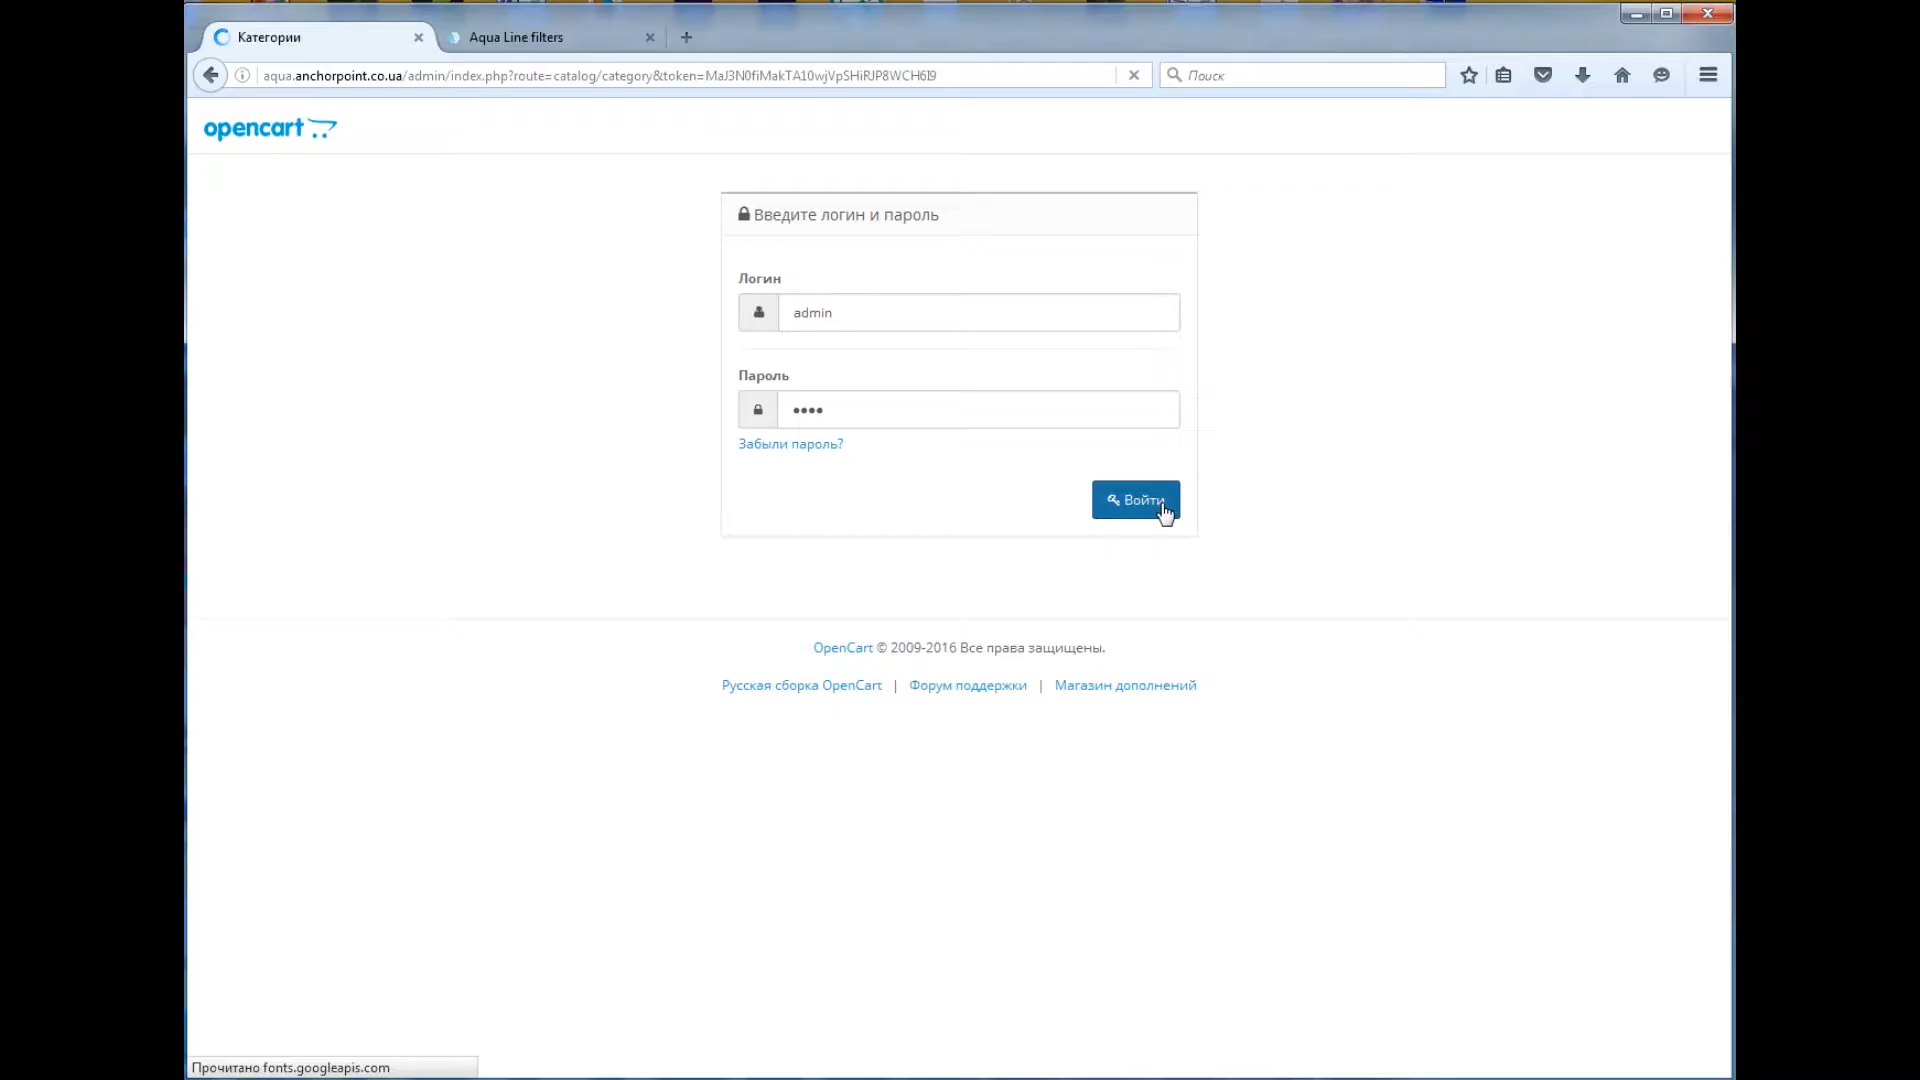 Категории
Aqua Line filters
aqua.anchorpoint.co.ua/admin/index.php?route=catalog/category&token=MaJ3N0fiMakTA10wjVpSHiRJP8WCH6I9
Поиск
opencart
Введите логин и пароль
Логин
admin
Пароль
••••
Забыли пароль?
Войти
OpenCart © 2009-2016 Все права защищены.
Русская сборка OpenCart | Форум поддержки | Магазин дополнений
Прочитано fonts.googleapis.com